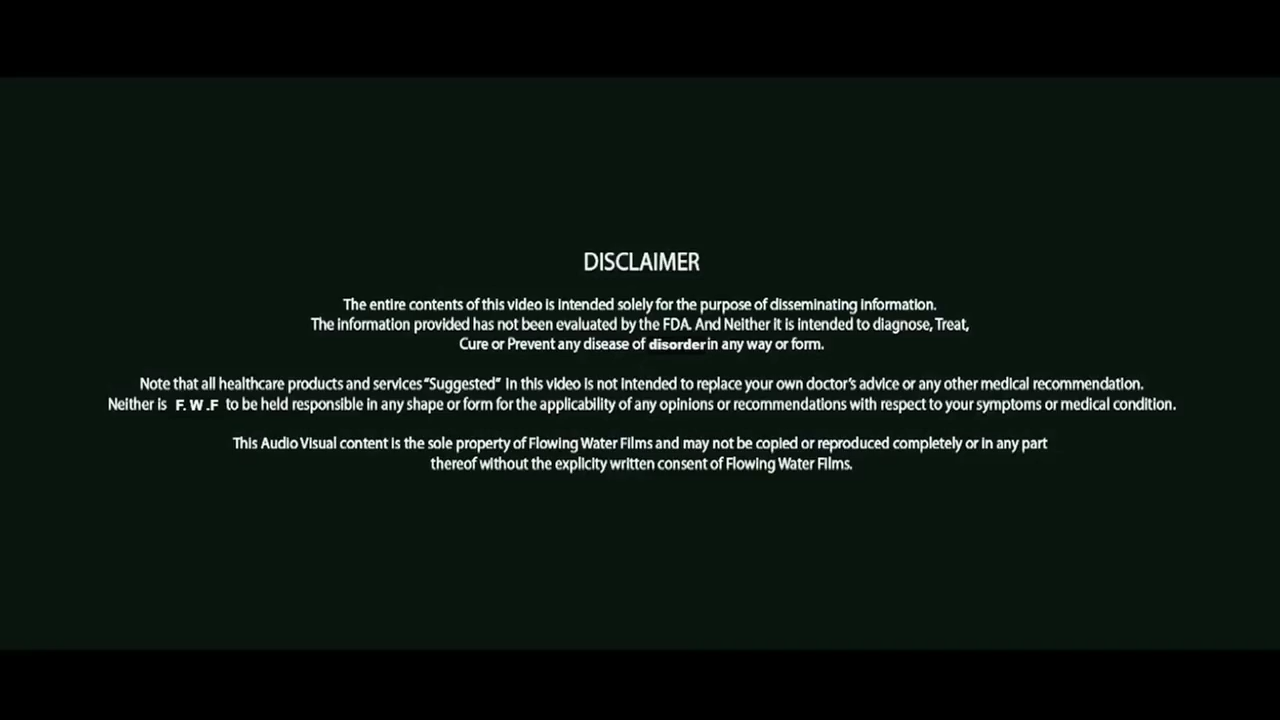 DISCLAIMER
The entire contents of this video is intended solely for the purpose of disseminating information.
The information provided has not been evaluated by the FDA. And Neither it is intended to diagnose, Treat,
Cure or Prevent any disease of disorder in any way or form.
Note that all healthcare products and services "Suggested" in this video is not intended to replace your own doctor's advice or any other medical recommendation.
Neither is F. W .F to be held responsible in any shape or form for the applicability of any opinions or recommendations with respect to your symptoms or medical condition.
This Audio Visual content is the sole property of Flowing Water Films and may not be copied or reproduced completely or in any part
thereof without the explicity written consent of Flowing Water Films.